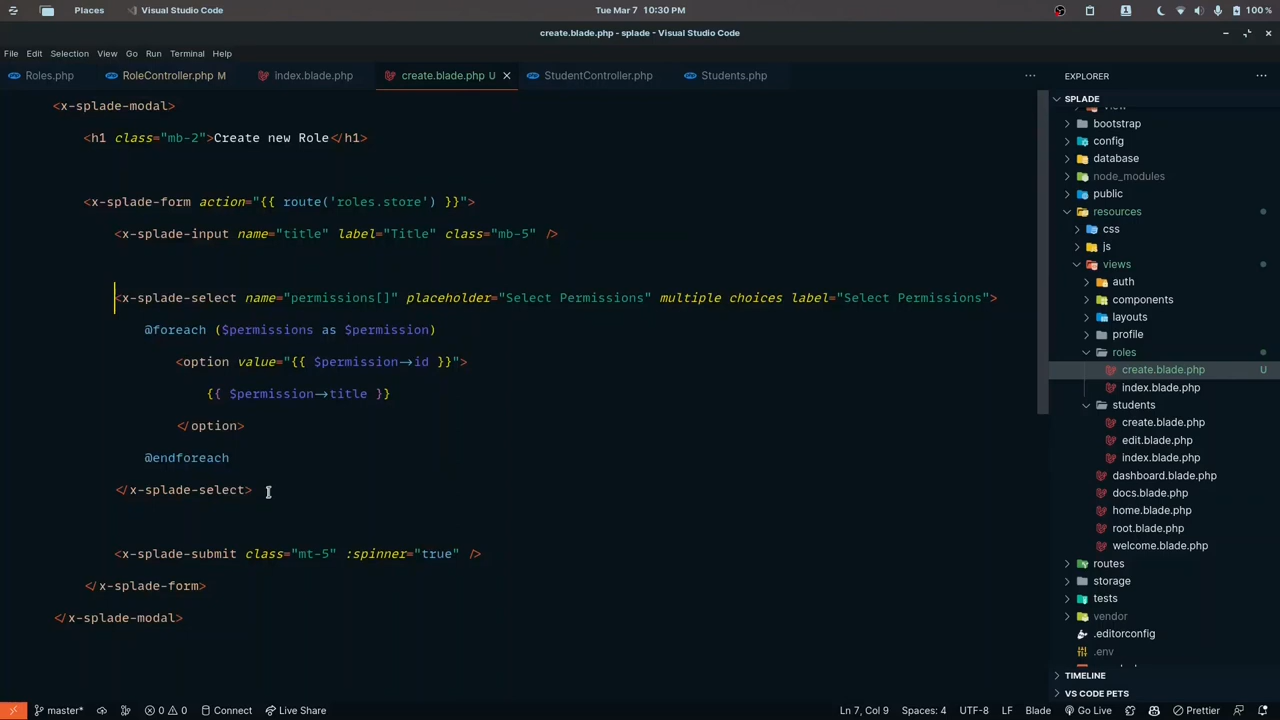 Places
Visual Studio Code
Tue Mar 7 10:30 PM
100 %
create.blade.php - splade - Visual Studio Code
File Edit Selection View Go Run Terminal Help
Roles.php
RoleController.php M
index.blade.php
create.blade.php U
StudentController.php
Students.php
<x-splade-modal>
<h1 class="mb-2">Create new Role</h1>
<x-splade-form action="{{ route('roles.store') }}">
<x-splade-input name="title" label="Title" class="mb-5" />
<x-splade-select name="permissions[]" placeholder="Select Permissions" multiple choices label="Select Permissions">
@foreach ($permissions as $permission)
<option value="{{ $permission->id }}">
{{ $permission->title }}
</option>
@endforeach
</x-splade-select>
<x-splade-submit class="mt-5" :spinner="true" />
</x-splade-form>
</x-splade-modal>
EXPLORER
SPLADE
bootstrap
config
database
node_modules
public
resources
css
js
views
auth
components
layouts
profile
roles
create.blade.php U
index.blade.php
students
create.blade.php
edit.blade.php
index.blade.php
dashboard.blade.php
docs.blade.php
home.blade.php
root.blade.php
welcome.blade.php
routes
storage
tests
vendor
.editorconfig
.env
TIMELINE
VS CODE PETS
master*
0 0
Connect
Live Share
Ln 7, Col 9
Spaces: 4
UTF-8
LF
Blade
Go Live
Prettier